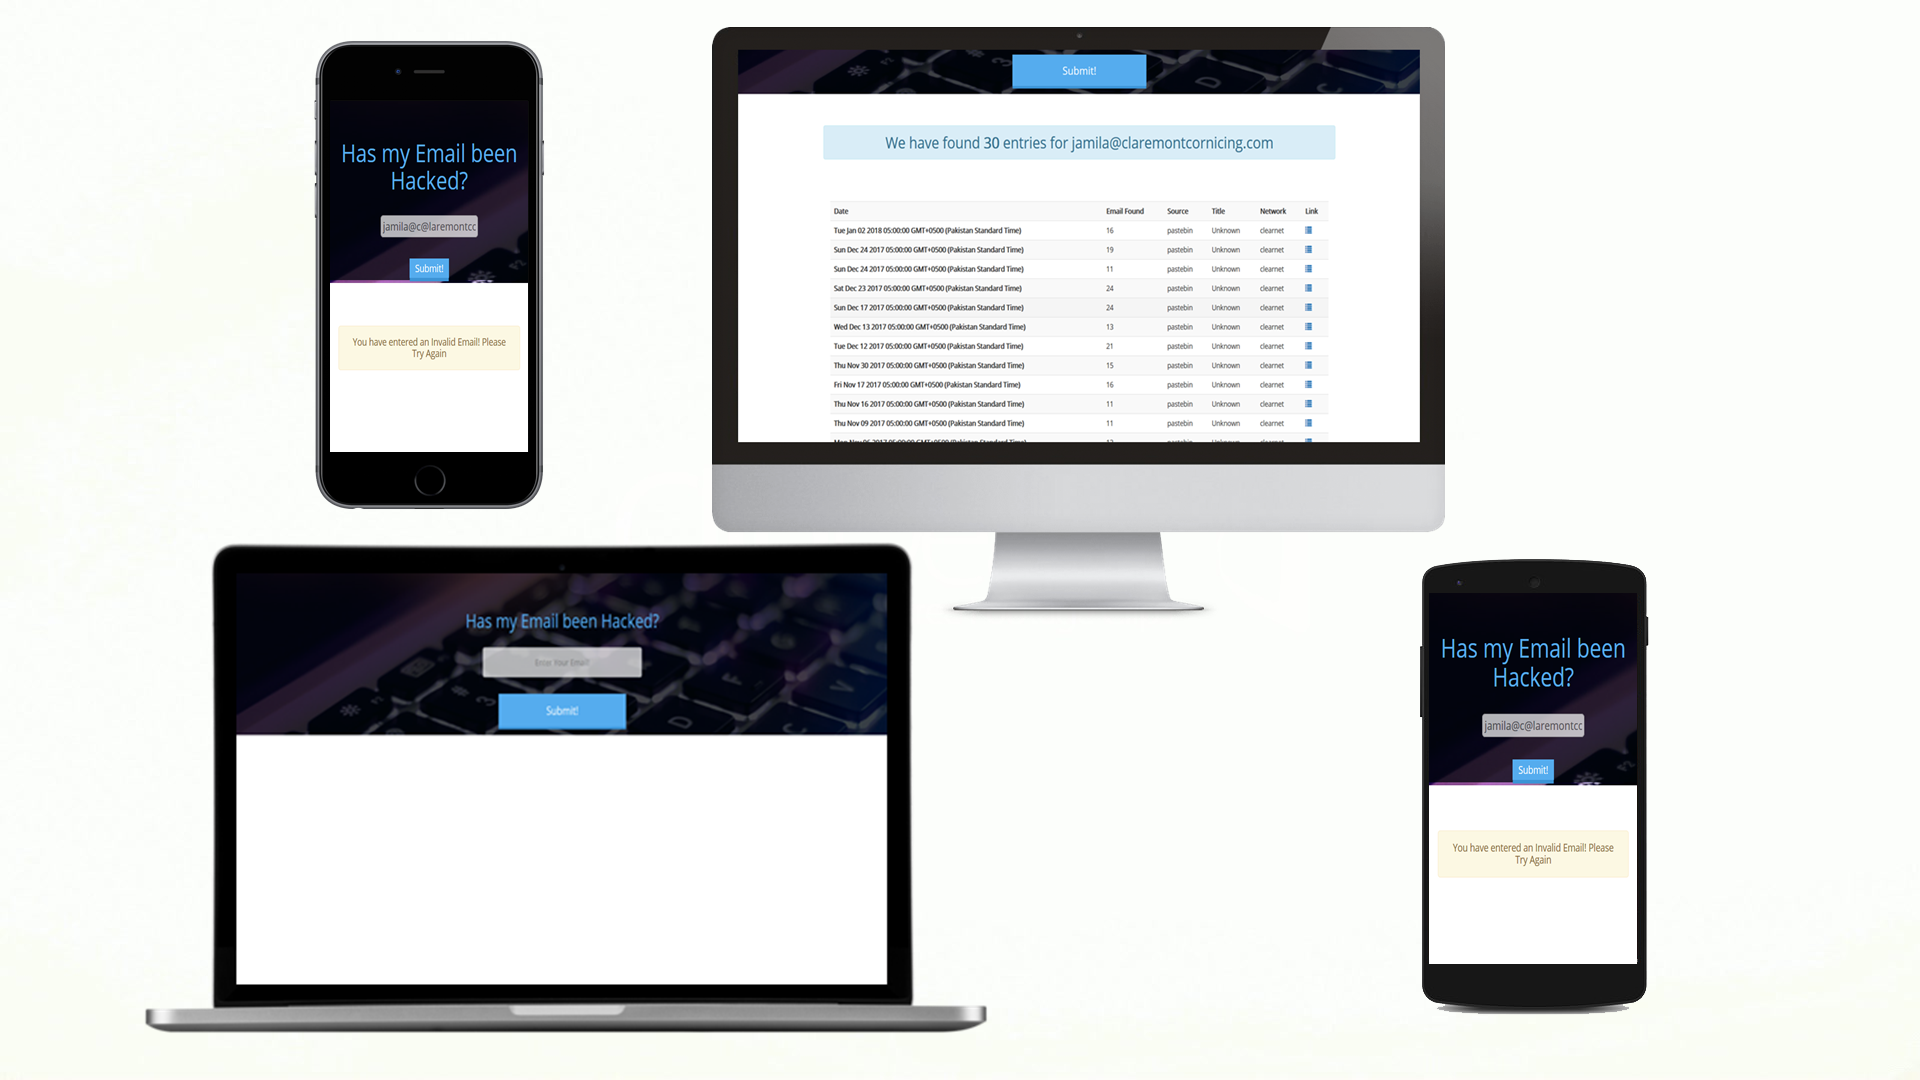 Has my Email been
Hacked?
jamila@c@laremontcc
Submit!
You have entered an Invalid Email! Please
Try Again
Submit!
We have found 30 entries for jamila@claremontcornicing.com
Date Email Found Source Title Network Link
Tue Jan 02 2018 05:00:00 GMT+0500 (Pakistan Standard Time) 16 pastebin Unknown clearnet
Sun Dec 24 2017 05:00:00 GMT+0500 (Pakistan Standard Time) 19 pastebin Unknown clearnet
Sun Dec 24 2017 05:00:00 GMT+0500 (Pakistan Standard Time) 11 pastebin Unknown clearnet
Sat Dec 23 2017 05:00:00 GMT+0500 (Pakistan Standard Time) 24 pastebin Unknown clearnet
Sun Dec 17 2017 05:00:00 GMT+0500 (Pakistan Standard Time) 24 pastebin Unknown clearnet
Wed Dec 13 2017 05:00:00 GMT+0500 (Pakistan Standard Time) 13 pastebin Unknown clearnet
Tue Dec 12 2017 05:00:00 GMT+0500 (Pakistan Standard Time) 21 pastebin Unknown clearnet
Thu Nov 30 2017 05:00:00 GMT+0500 (Pakistan Standard Time) 15 pastebin Unknown clearnet
Fri Nov 17 2017 05:00:00 GMT+0500 (Pakistan Standard Time) 16 pastebin Unknown clearnet
Thu Nov 16 2017 05:00:00 GMT+0500 (Pakistan Standard Time) 11 pastebin Unknown clearnet
Thu Nov 09 2017 05:00:00 GMT+0500 (Pakistan Standard Time) 11 pastebin Unknown clearnet
Has my Email been Hacked?
Enter Your Email!
Submit!
Has my Email been
Hacked?
jamila@c@laremontcc
Submit!
You have entered an Invalid Email! Please
Try Again